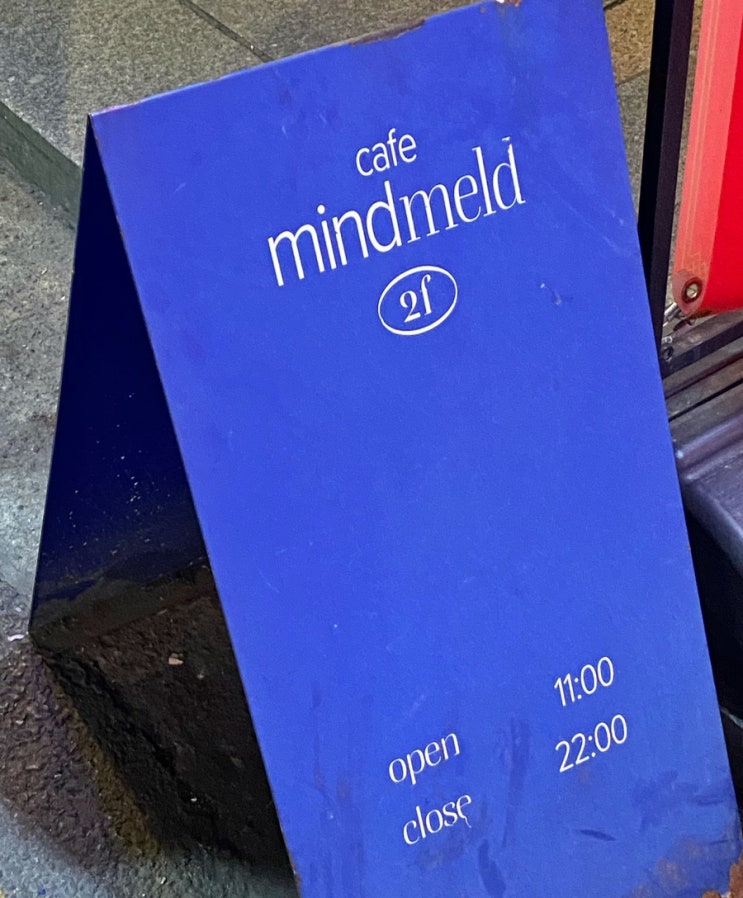 cafe
mindmeld
2f
open 11:00
close 22:00